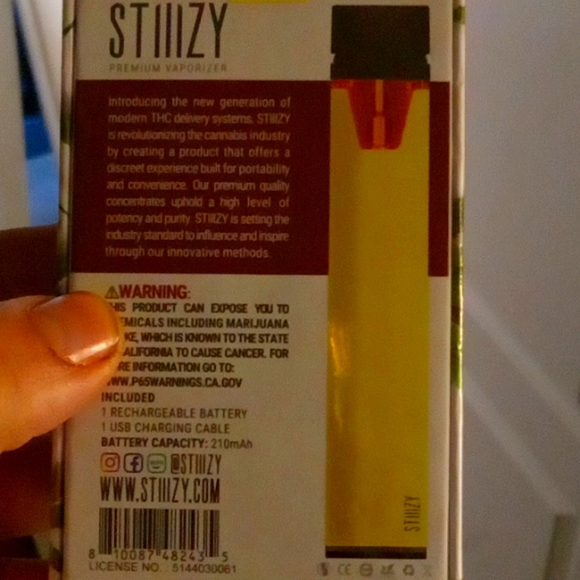 STIIIZY
PREMIUM VAPORIZER
Introducing the new generation of
modern THC delivery systems. STIIIZY
is revolutionizing the cannabis industry
by creating a product that offers a
discreet experience built for portability
and convenience. Our premium quality
concentrates uphold a high level of
potency and purity. STIIIZY is setting the
industry standard to influence and inspire
through our innovative methods.
WARNING:
HIS PRODUCT CAN EXPOSE YOU TO
EMICALS INCLUDING MARIJUANA
KE, WHICH IS KNOWN TO THE STATE
ALIFORNIA TO CAUSE CANCER. FOR
RE INFORMATION GO TO:
WWW.P65WARNINGS.CA.GOV
INCLUDED
1 RECHARGEABLE BATTERY
1 USB CHARGING CABLE
BATTERY CAPACITY: 210mAh
@STIIIZY
WWW.STIIIZY.COM
8 10087 48243 5
LICENSE NO. : 5144030061
STIIIZY
CE